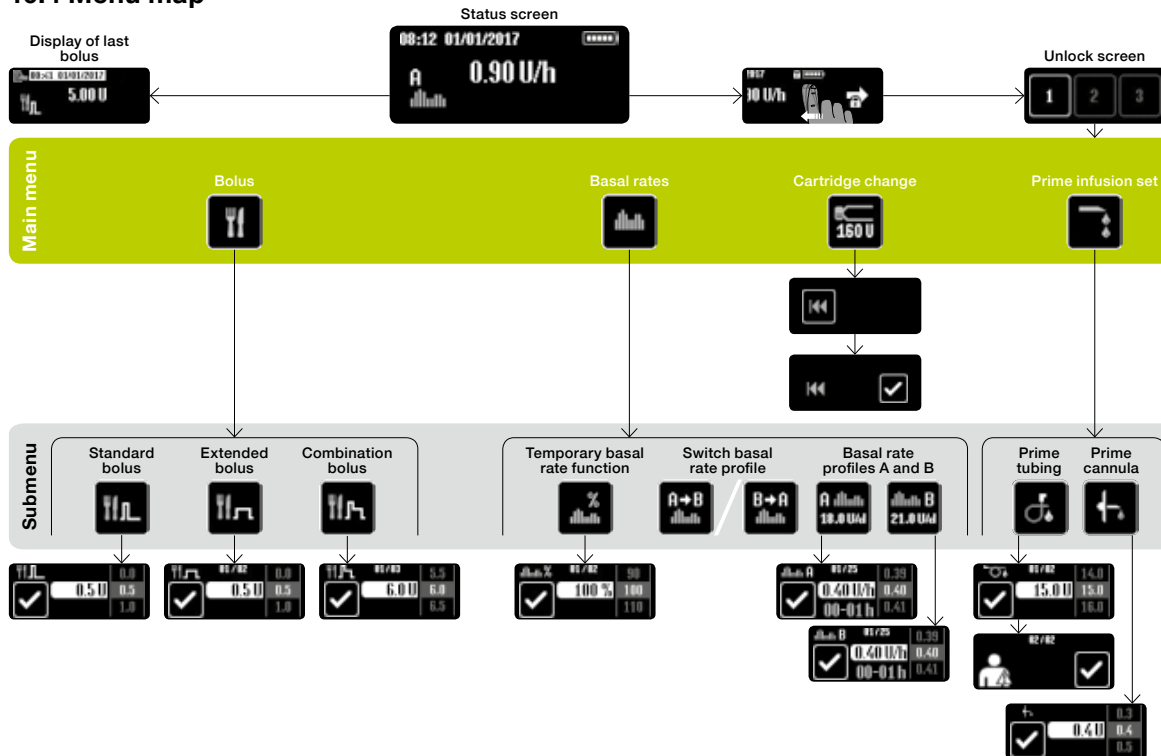 Status screen
Display of last
bolus
Unlock screen
08:12 01/01/2017
A
0.90 U/h
01/01/2017
5.00 U
1 2 3
Main menu
Bolus
Basal rates
Cartridge change
Prime infusion set
160 U
Submenu
Standard
bolus
Extended
bolus
Combination
bolus
Temporary basal
rate function
Switch basal
rate profile
Basal rate
profiles A and B
Prime
tubing
Prime
cannula
%
A→B
B→A
A
18.0 U/d
B
21.0 U/d
0.5 U
0.0
0.5
1.0
01/02
0.5 U
0.0
0.5
1.0
01/03
6.0 U
5.5
6.0
6.5
%
01/02
100 %
90
100
110
A
01/25
0.40 U/h
00-01 h
0.39
0.40
0.41
B
01/25
0.40 U/h
00-01 h
0.39
0.40
0.41
01/02
15.0 U
14.0
15.0
16.0
02/02
0.4 U
0.3
0.4
0.5